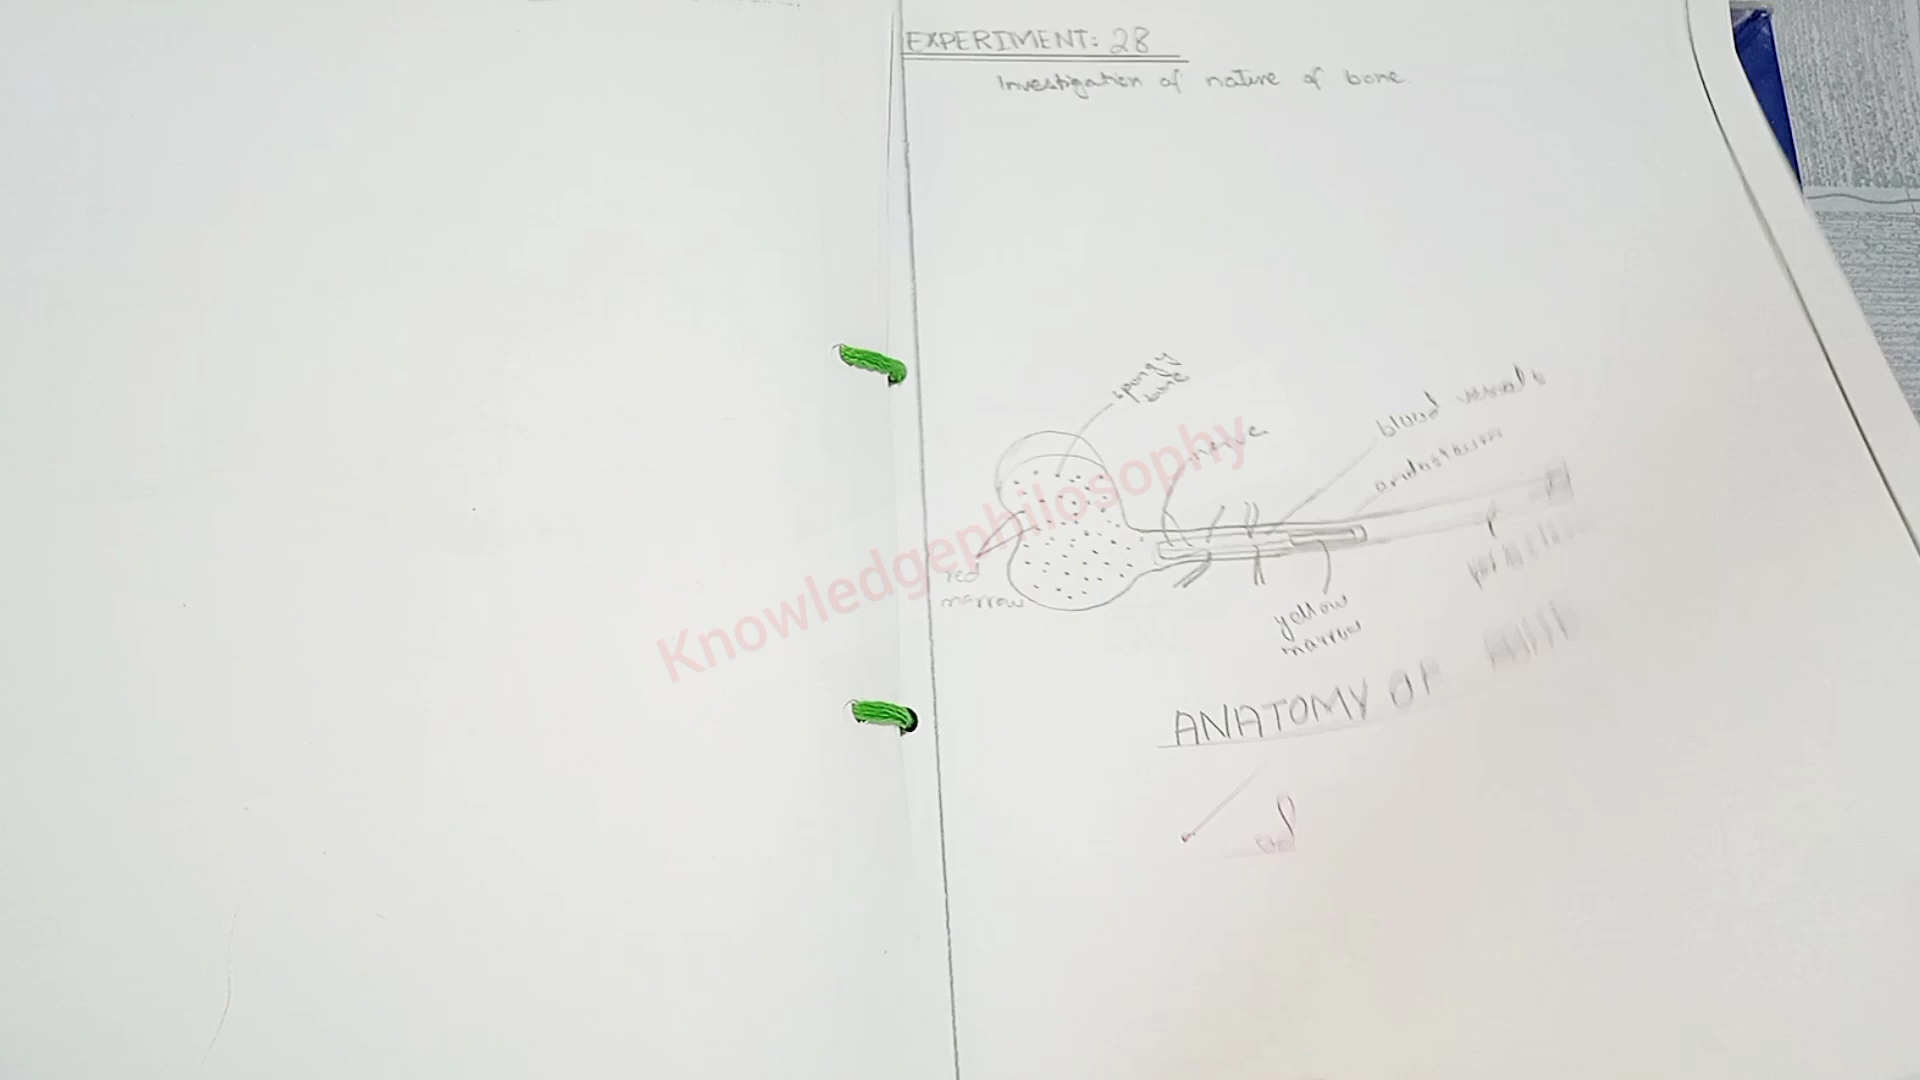 EXPERIMENT: 28
Investigation of nature of bone.
spongy
bone
nerve
blood vessels
endosteum
red
marrow
yellow
marrow
ANATOMY OF
Knowledgephilosophy